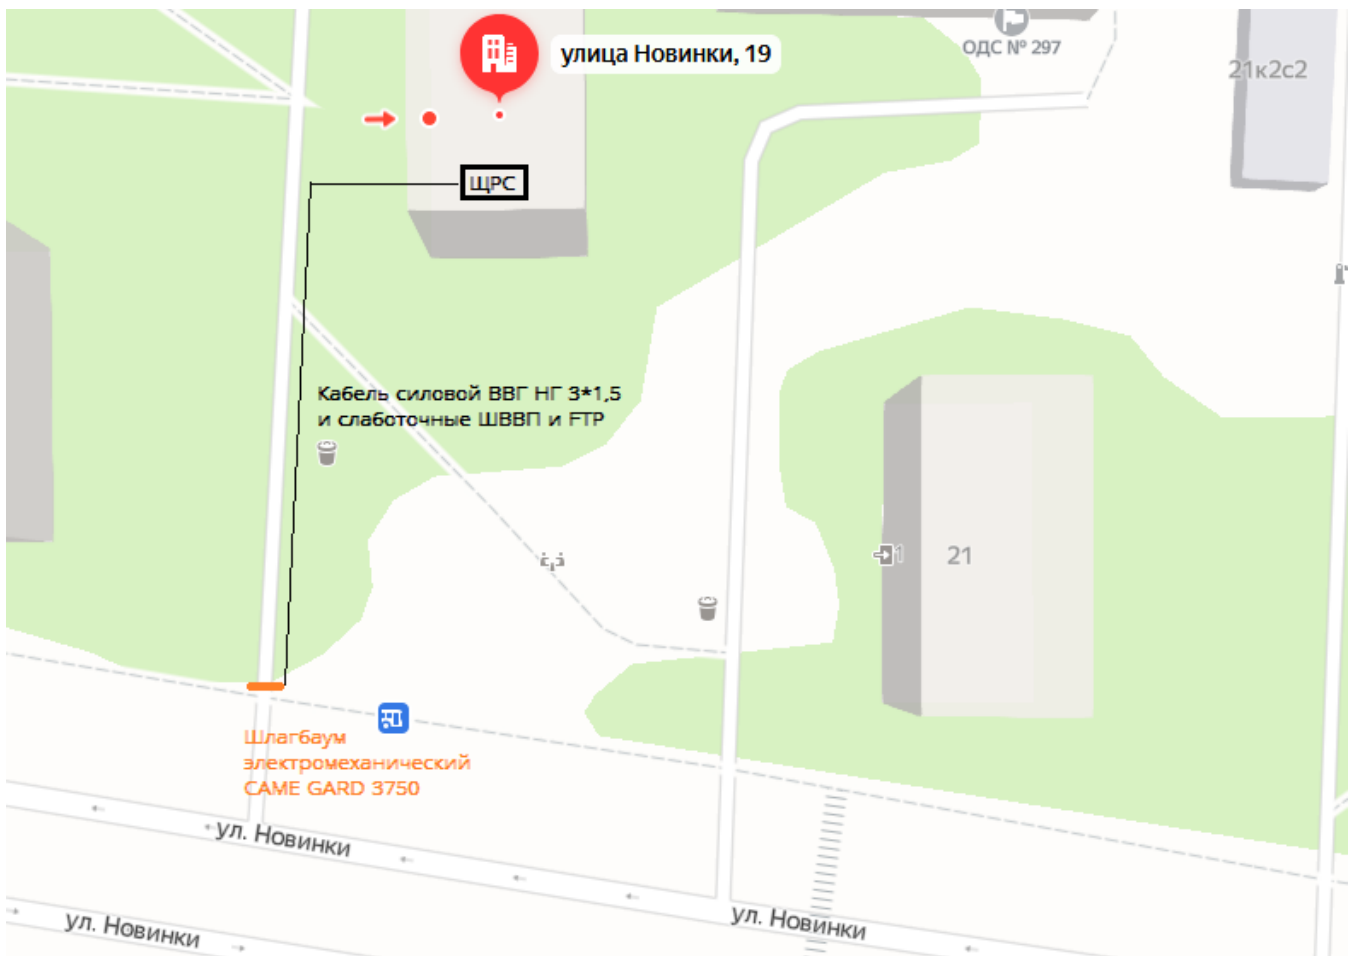 улица Новинки, 19
ОДС № 297
21к2с2
ЩРС
Кабель силовой ВВГ НГ 3*1,5
и слаботочные ШВВП и FTP
1
21
Шлагбаум
электромеханический
CAME GARD 3750
ул. Новинки
ул. Новинки
ул. Новинки